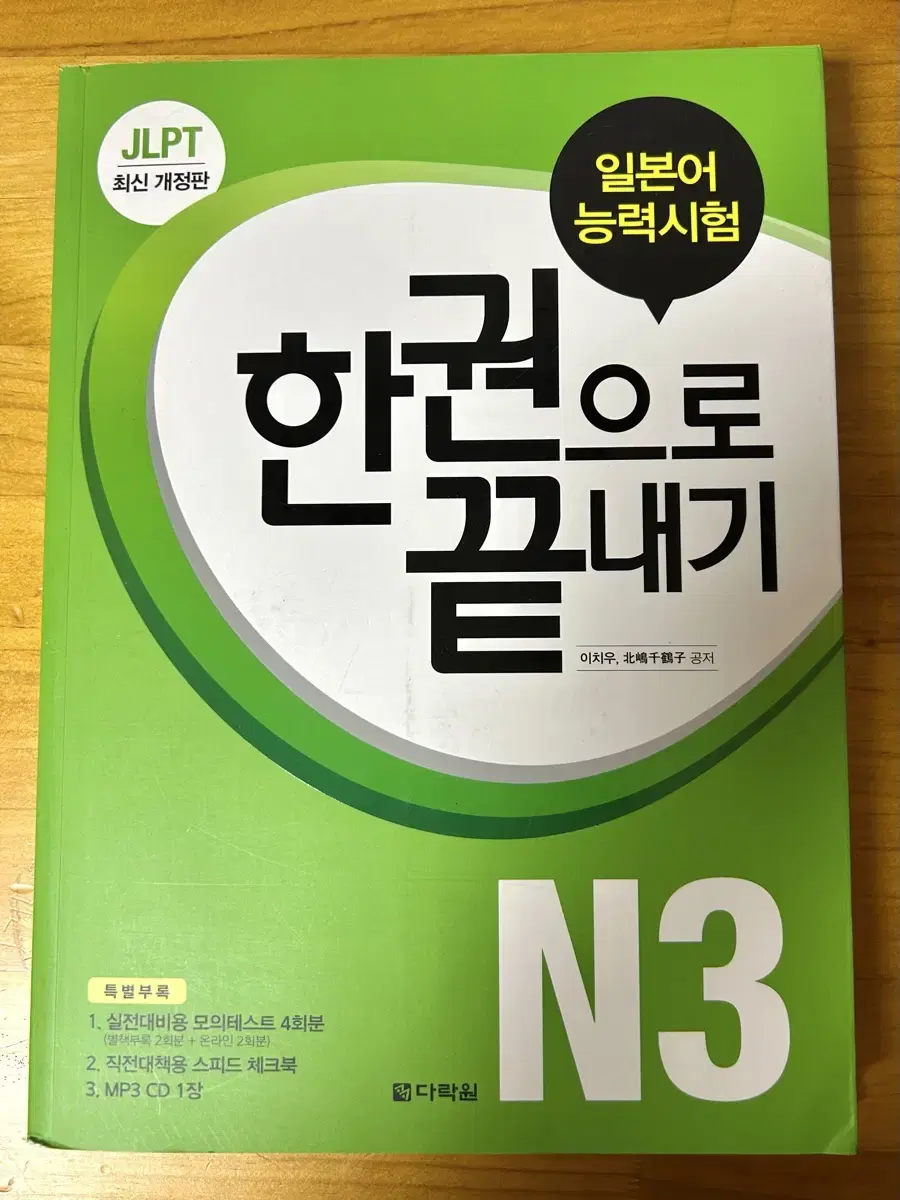 JLPT
최신 개정판
일본어
능력시험
한권으로
끝내기
이치우, 北嶋千鶴子 공저
N3
특별부록
1. 실전대비용 모의테스트 4회분
(별책부록 2회분 + 온라인 2회분)
2. 직전대책용 스피드 체크북
3. MP3 CD 1장
다락원